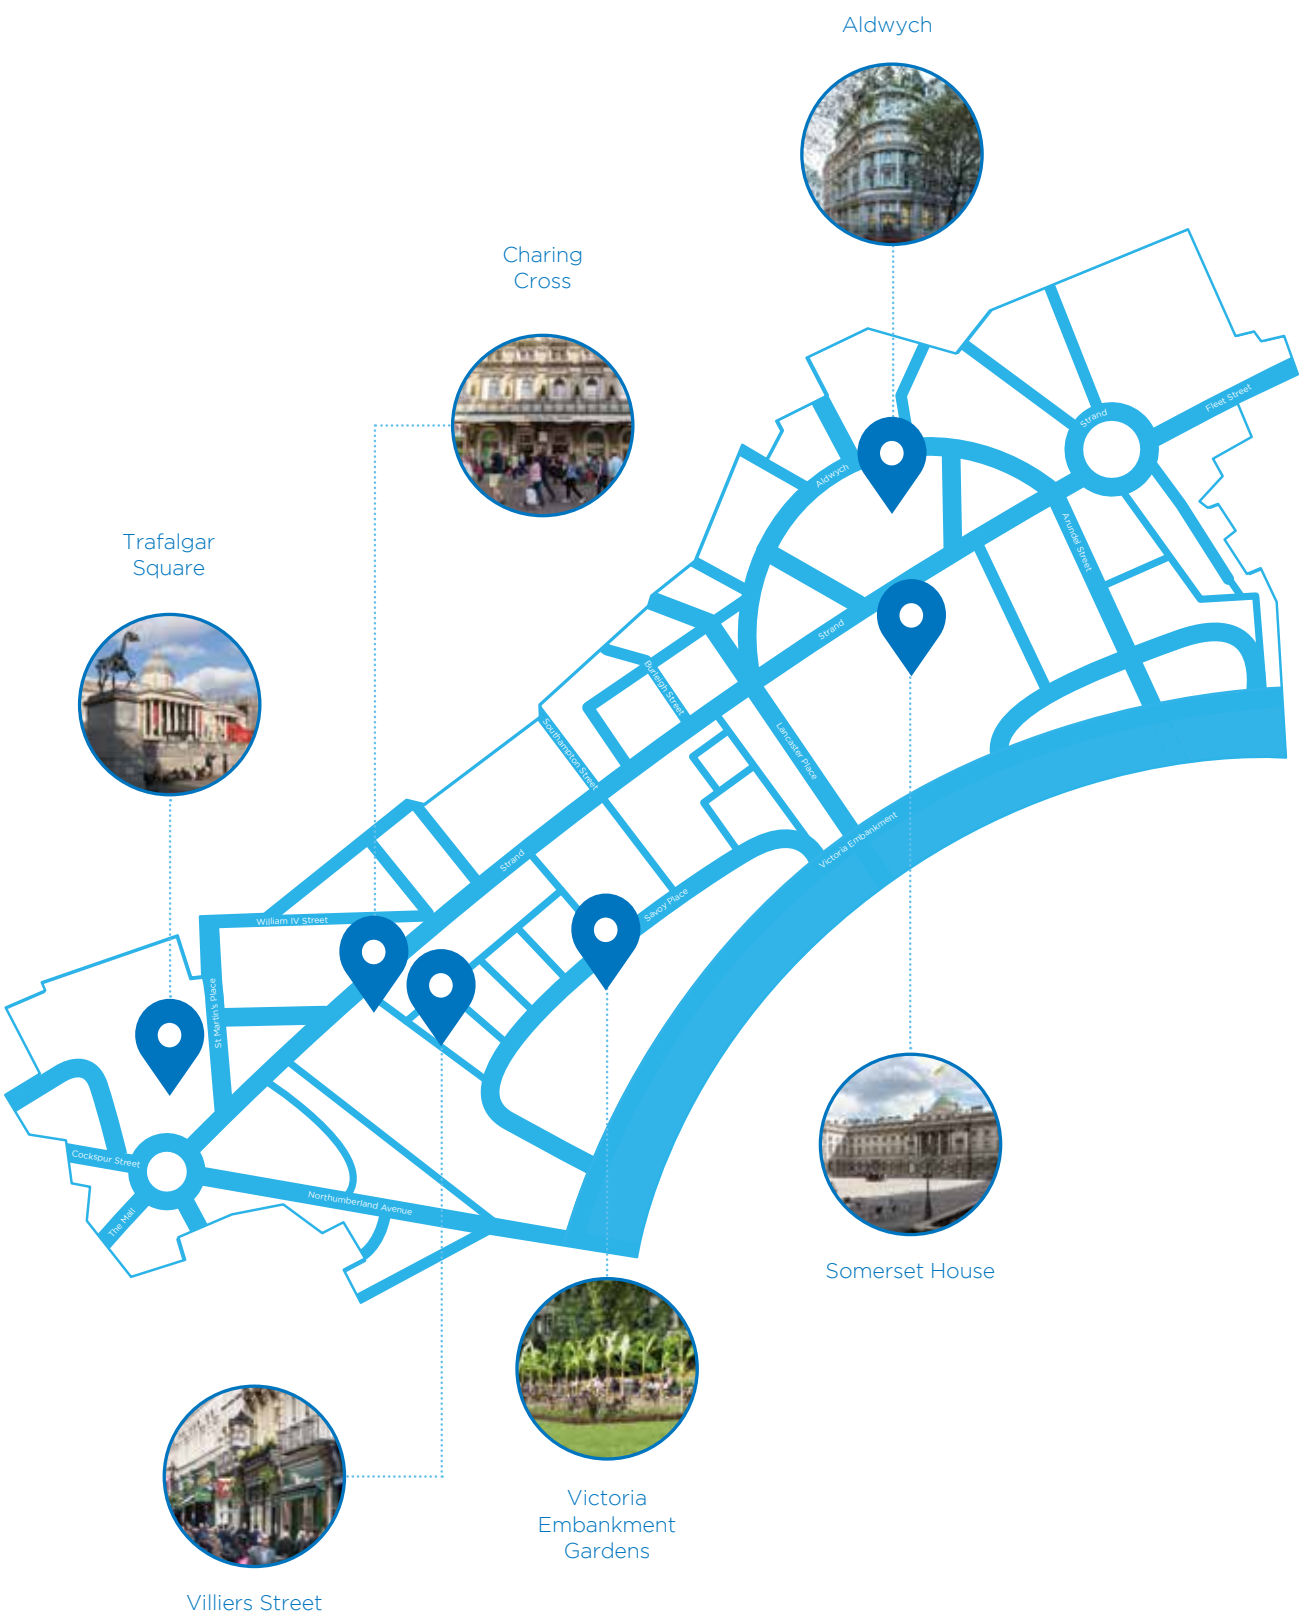 Aldwych
Charing
Cross
Trafalgar
Square
Strand
Fleet Street
Aldwych
Arundel Street
Strand
Burleigh Street
Southampton Street
Lancaster Place
Victoria Embankment
Strand
Savoy Place
William IV Street
St Martin's Place
Cockspur Street
The Mall
Northumberland Avenue
Somerset House
Victoria
Embankment
Gardens
Villiers Street